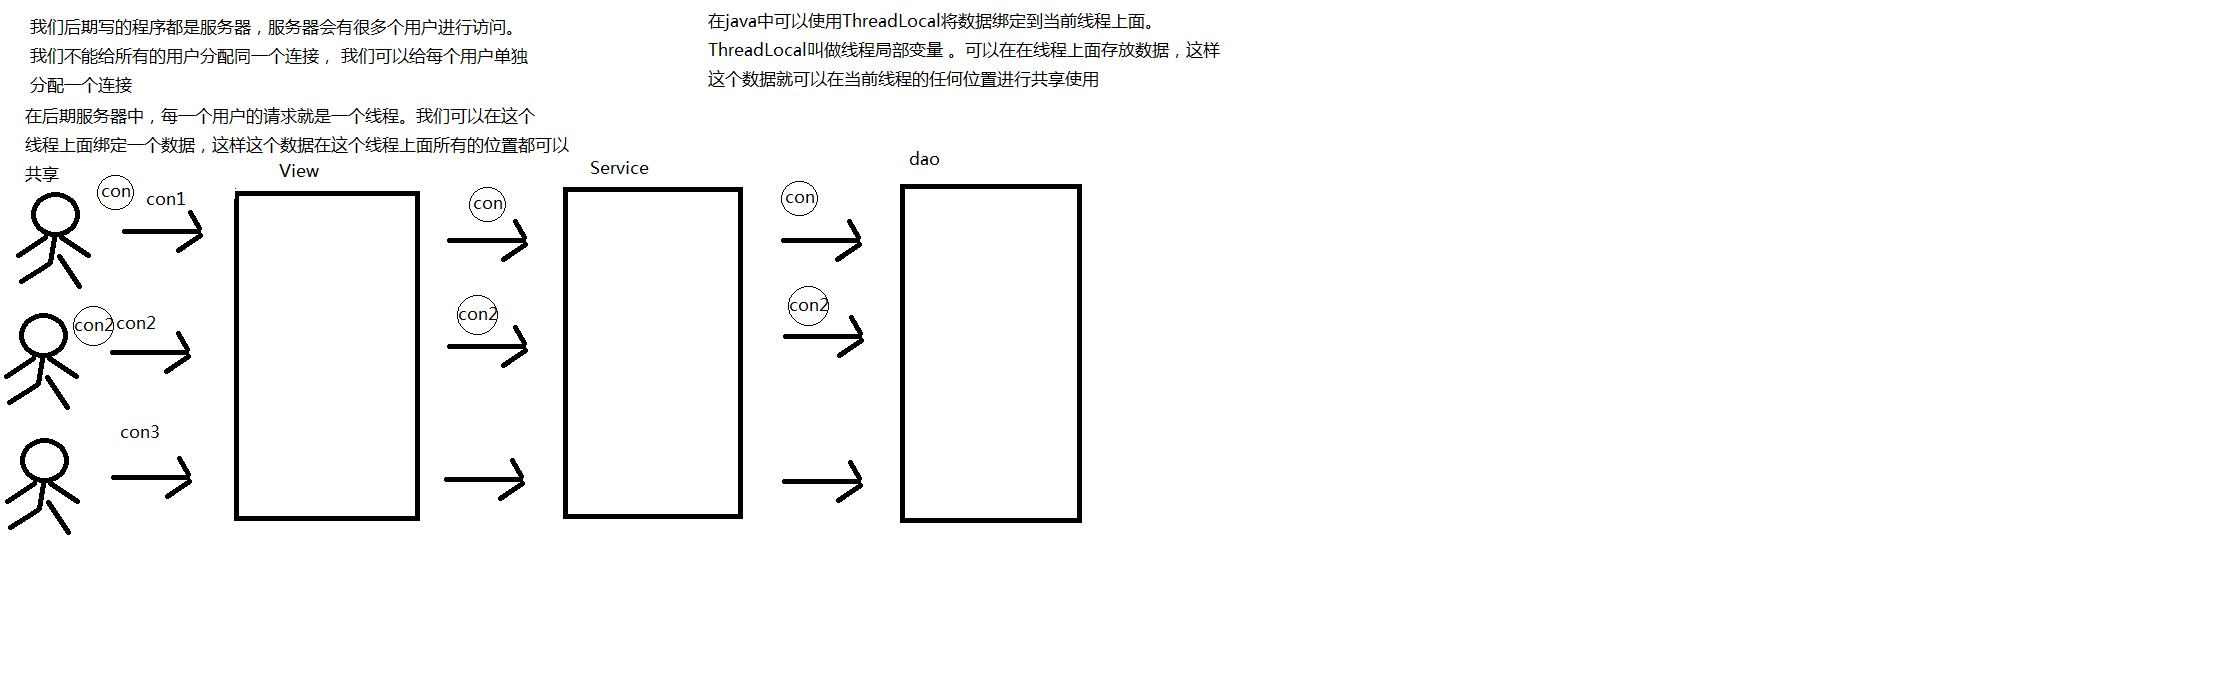 我们后期写的程序都是服务器，服务器会有很多个用户进行访问。
我们不能给所有的用户分配同一个连接， 我们可以给每个用户单独
分配一个连接
在后期服务器中，每一个用户的请求就是一个线程。我们可以在这个
线程上面绑定一个数据，这样这个数据在这个线程上面所有的位置都可以
共享
在java中可以使用ThreadLocal将数据绑定到当前线程上面。
ThreadLocal叫做线程局部变量 。可以在在线程上面存放数据，这样
这个数据就可以在当前线程的任何位置进行共享使用
View
Service
dao
con
con1
con
con
con2
con2
con2
con2
con3